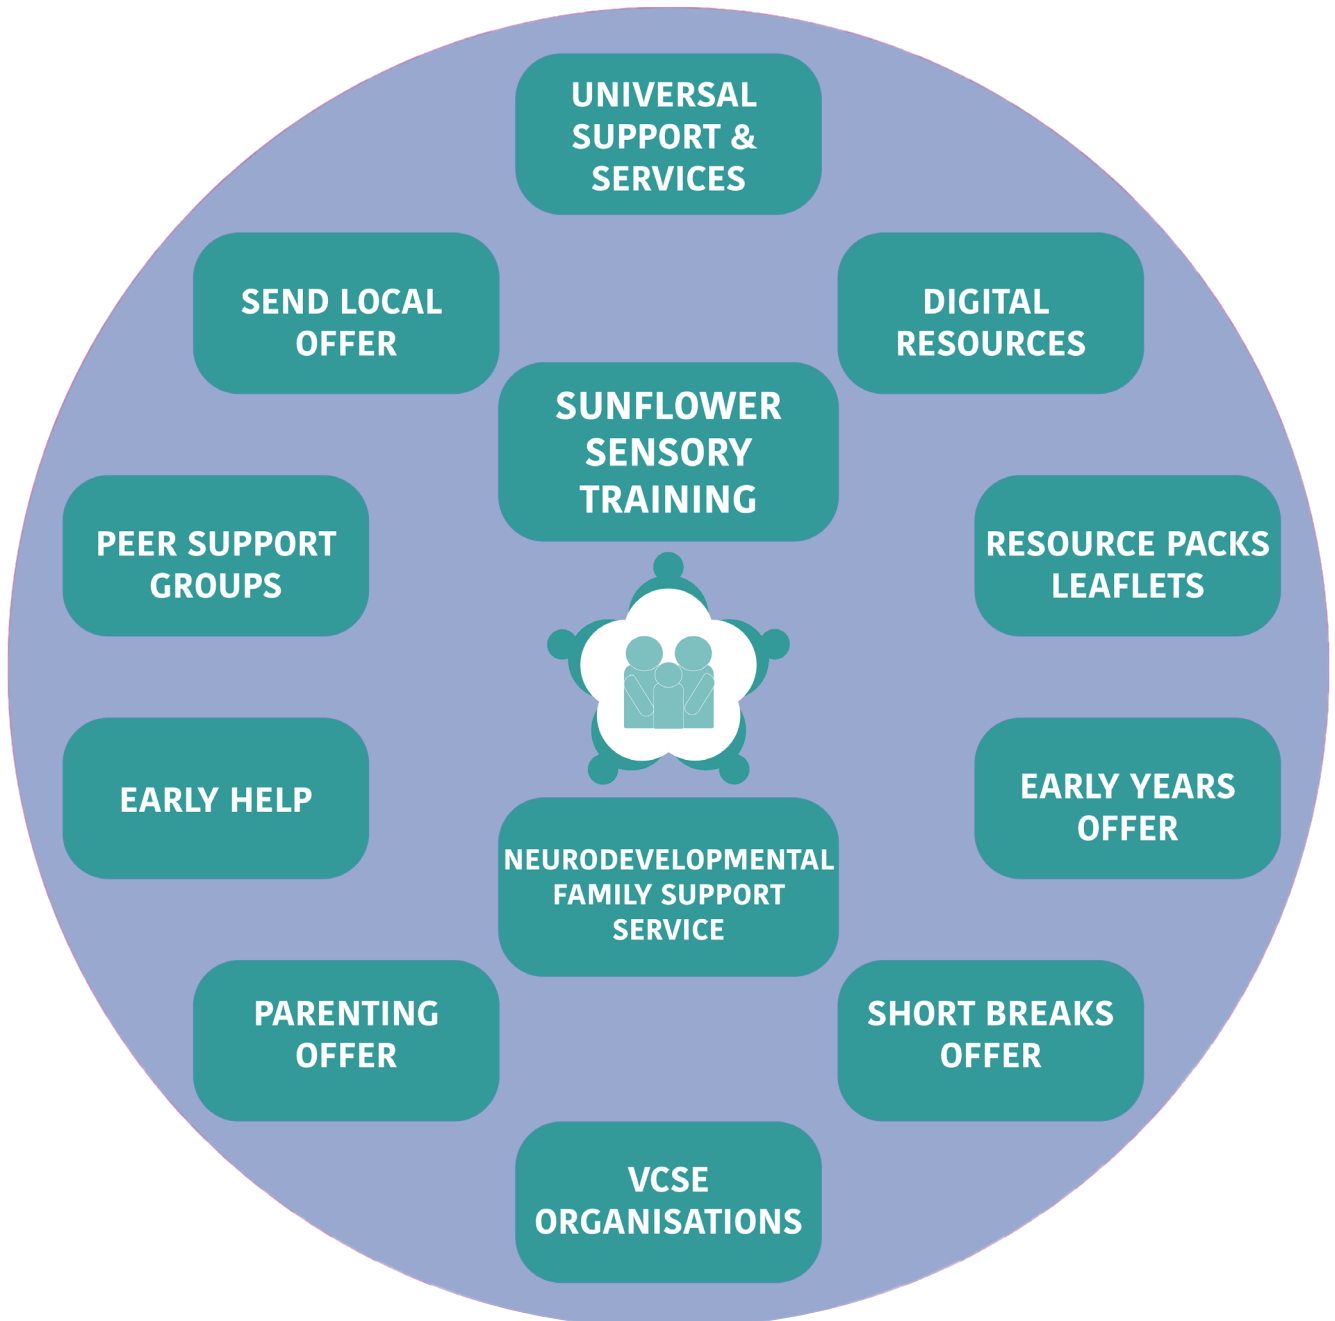 UNIVERSAL
SUPPORT &
SERVICES
SEND LOCAL
OFFER
DIGITAL
RESOURCES
SUNFLOWER
SENSORY
TRAINING
PEER SUPPORT
GROUPS
RESOURCE PACKS
LEAFLETS
EARLY HELP
EARLY YEARS
OFFER
NEURODEVELOPMENTAL
FAMILY SUPPORT
SERVICE
PARENTING
OFFER
SHORT BREAKS
OFFER
VCSE
ORGANISATIONS